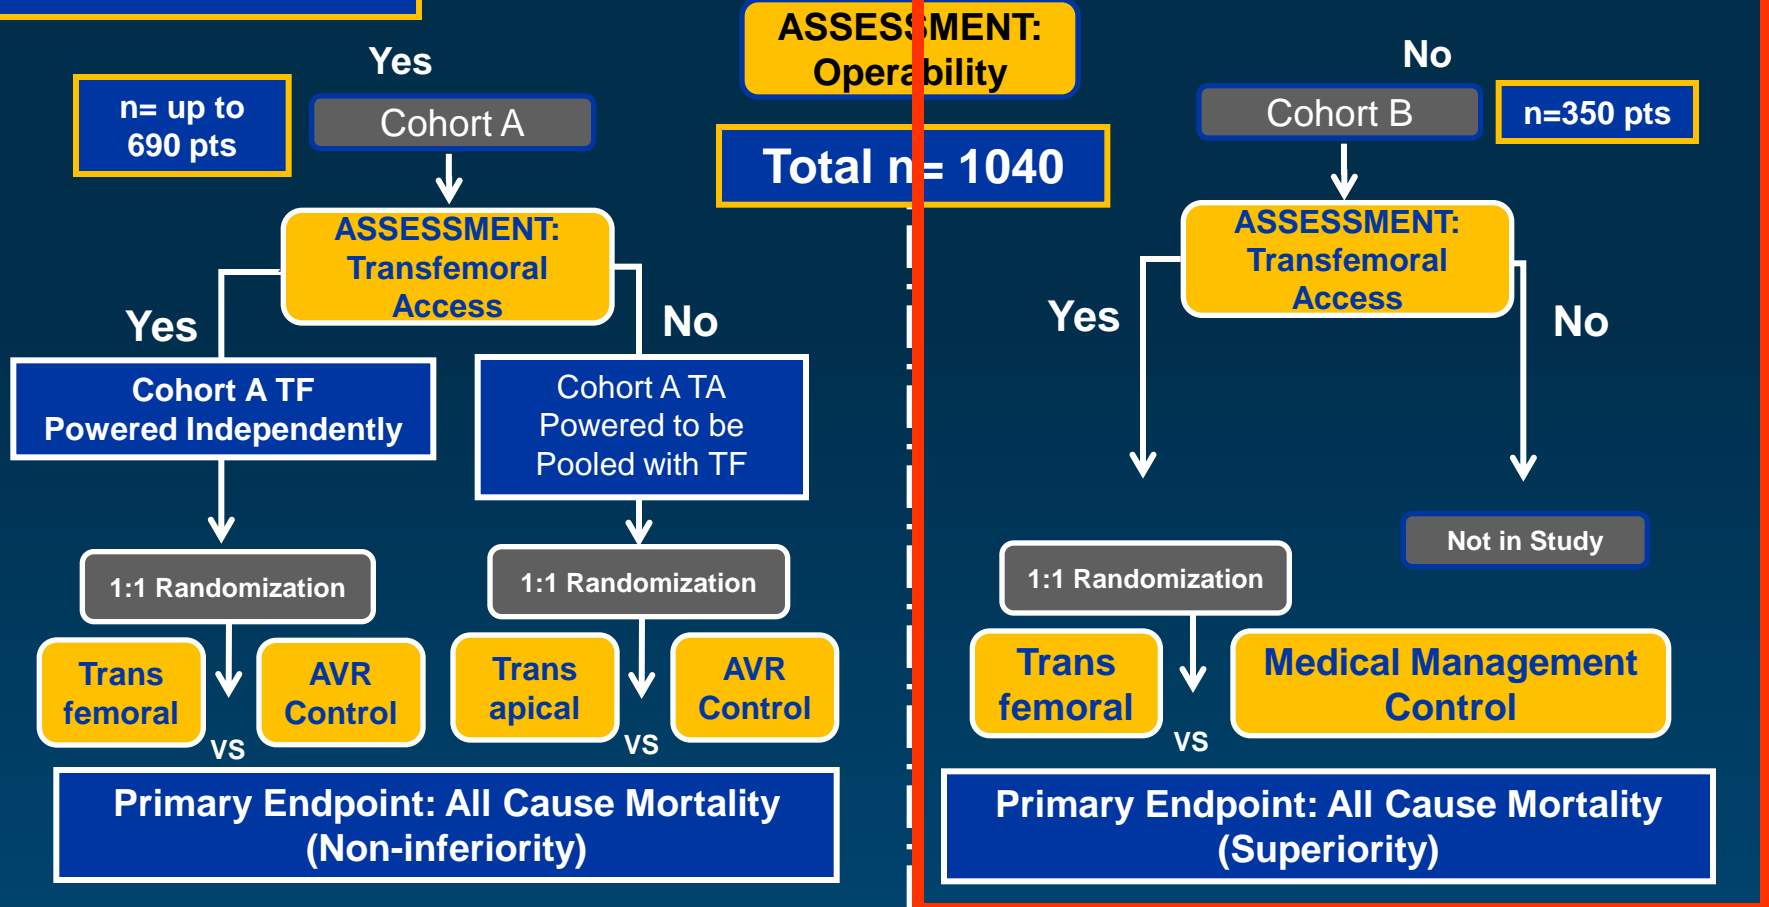 ASSESSMENT:
Operability
Yes
No
n= up to
690 pts
Cohort A
Total n= 1040
Cohort B
n=350 pts
ASSESSMENT:
Transfemoral
Access
ASSESSMENT:
Transfemoral
Access
Yes
No
Yes
No
Cohort A TF
Powered Independently
Cohort A TA
Powered to be
Pooled with TF
1:1 Randomization
1:1 Randomization
1:1 Randomization
Not in Study
Trans
femoral
VS
AVR
Control
Trans
apical
VS
AVR
Control
Trans
femoral
VS
Medical Management
Control
Primary Endpoint: All Cause Mortality
(Non-inferiority)
Primary Endpoint: All Cause Mortality
(Superiority)